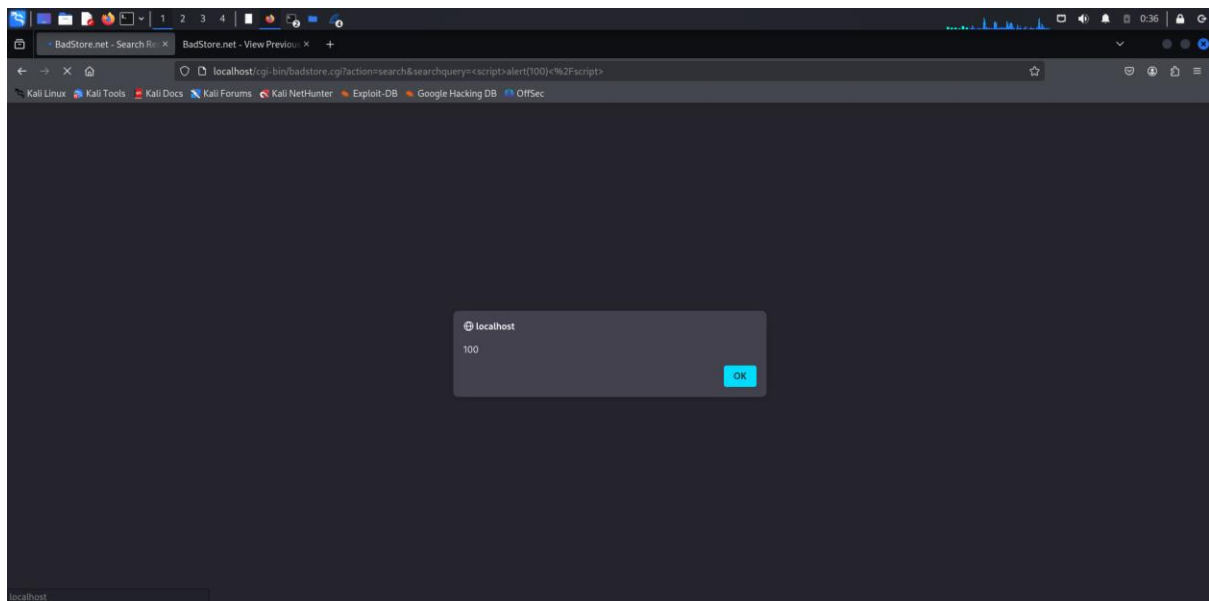 1 2 3 4 0:36
BadStore.net - Search Re BadStore.net - View Previou
localhost/cgi-bin/badstore.cgi?action=search&searchquery=<script>alert(100)<%2Fscript>
Kali Linux Kali Tools Kali Docs Kali Forums Kali NetHunter Exploit-DB Google Hacking DB OffSec
localhost
100
OK
localhost